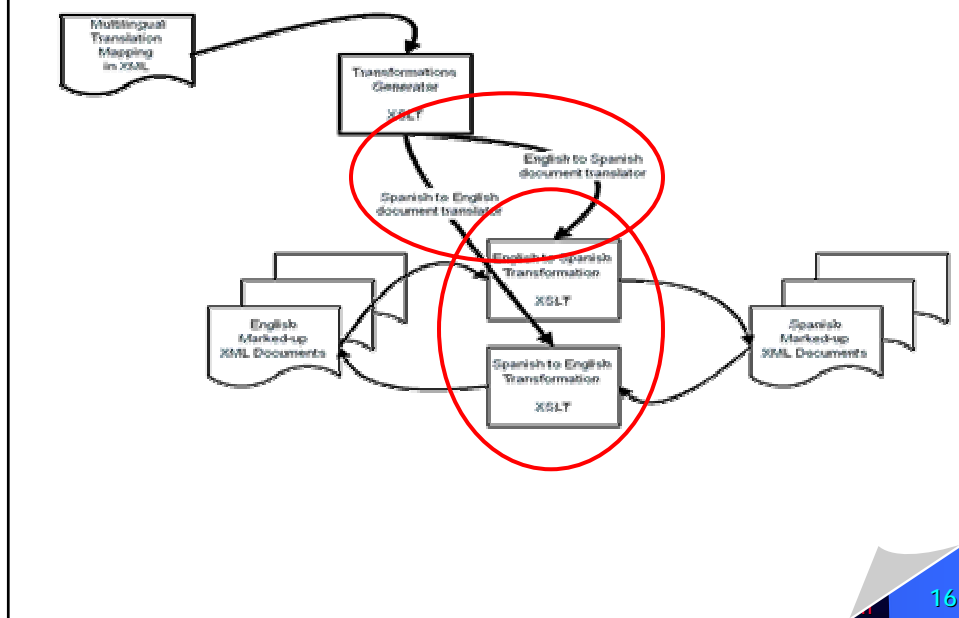 Multilingual
Translation
Mapping
in XML
Transformations
Generator
XSLT
English to Spanish
document translator
Spanish to English
document translator
English to Spanish
Transformation
XSLT
English
Marked-up
XML Documents
Spanish
Marked-up
XML Documents
Spanish to English
Transformation
XSLT
16